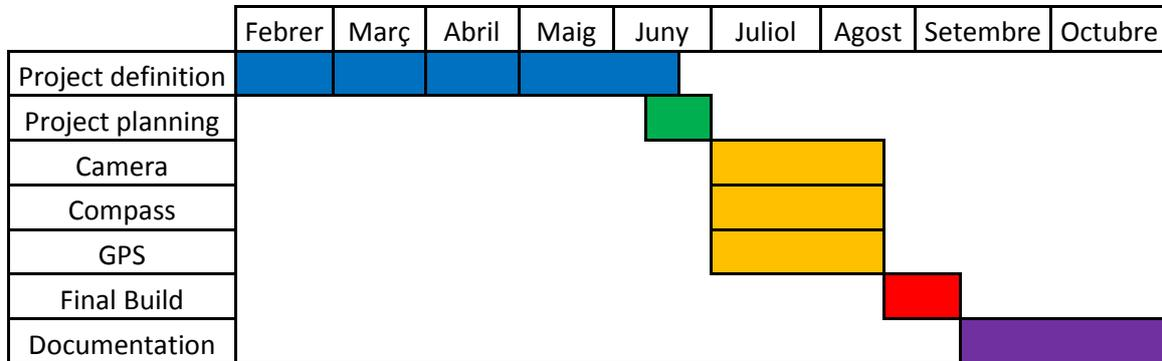 Febrer Març Abril Maig Juny Juliol Agost Setembre Octubre
Project definition
Project planning
Camera
Compass
GPS
Final Build
Documentation